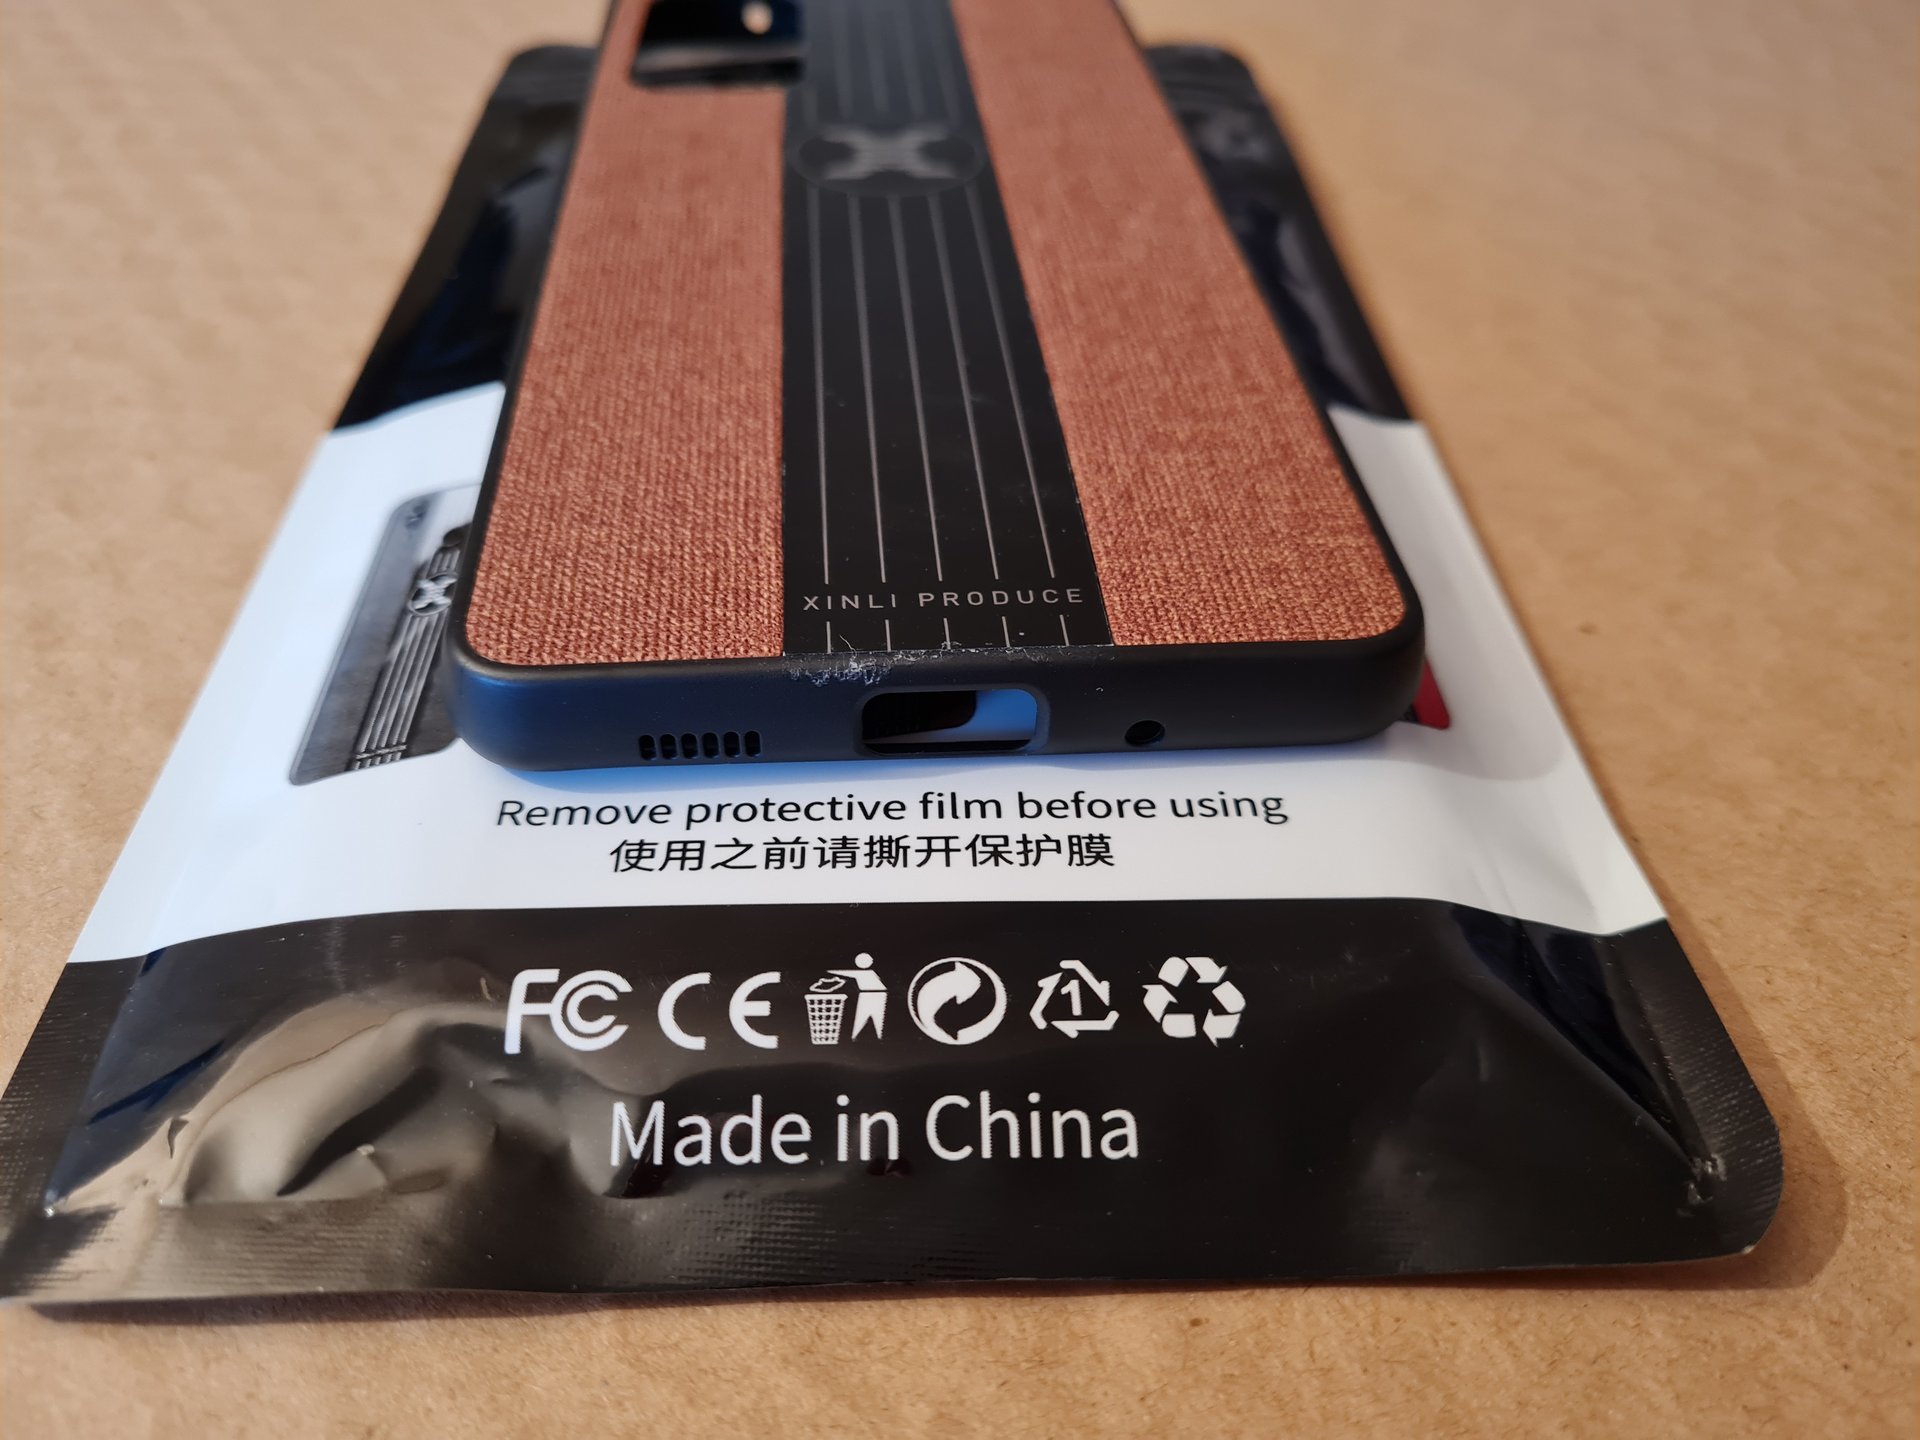 XINLI PRODUCE
Remove protective film before using
使用之前请撕开保护膜
FC CE 1
Made in China